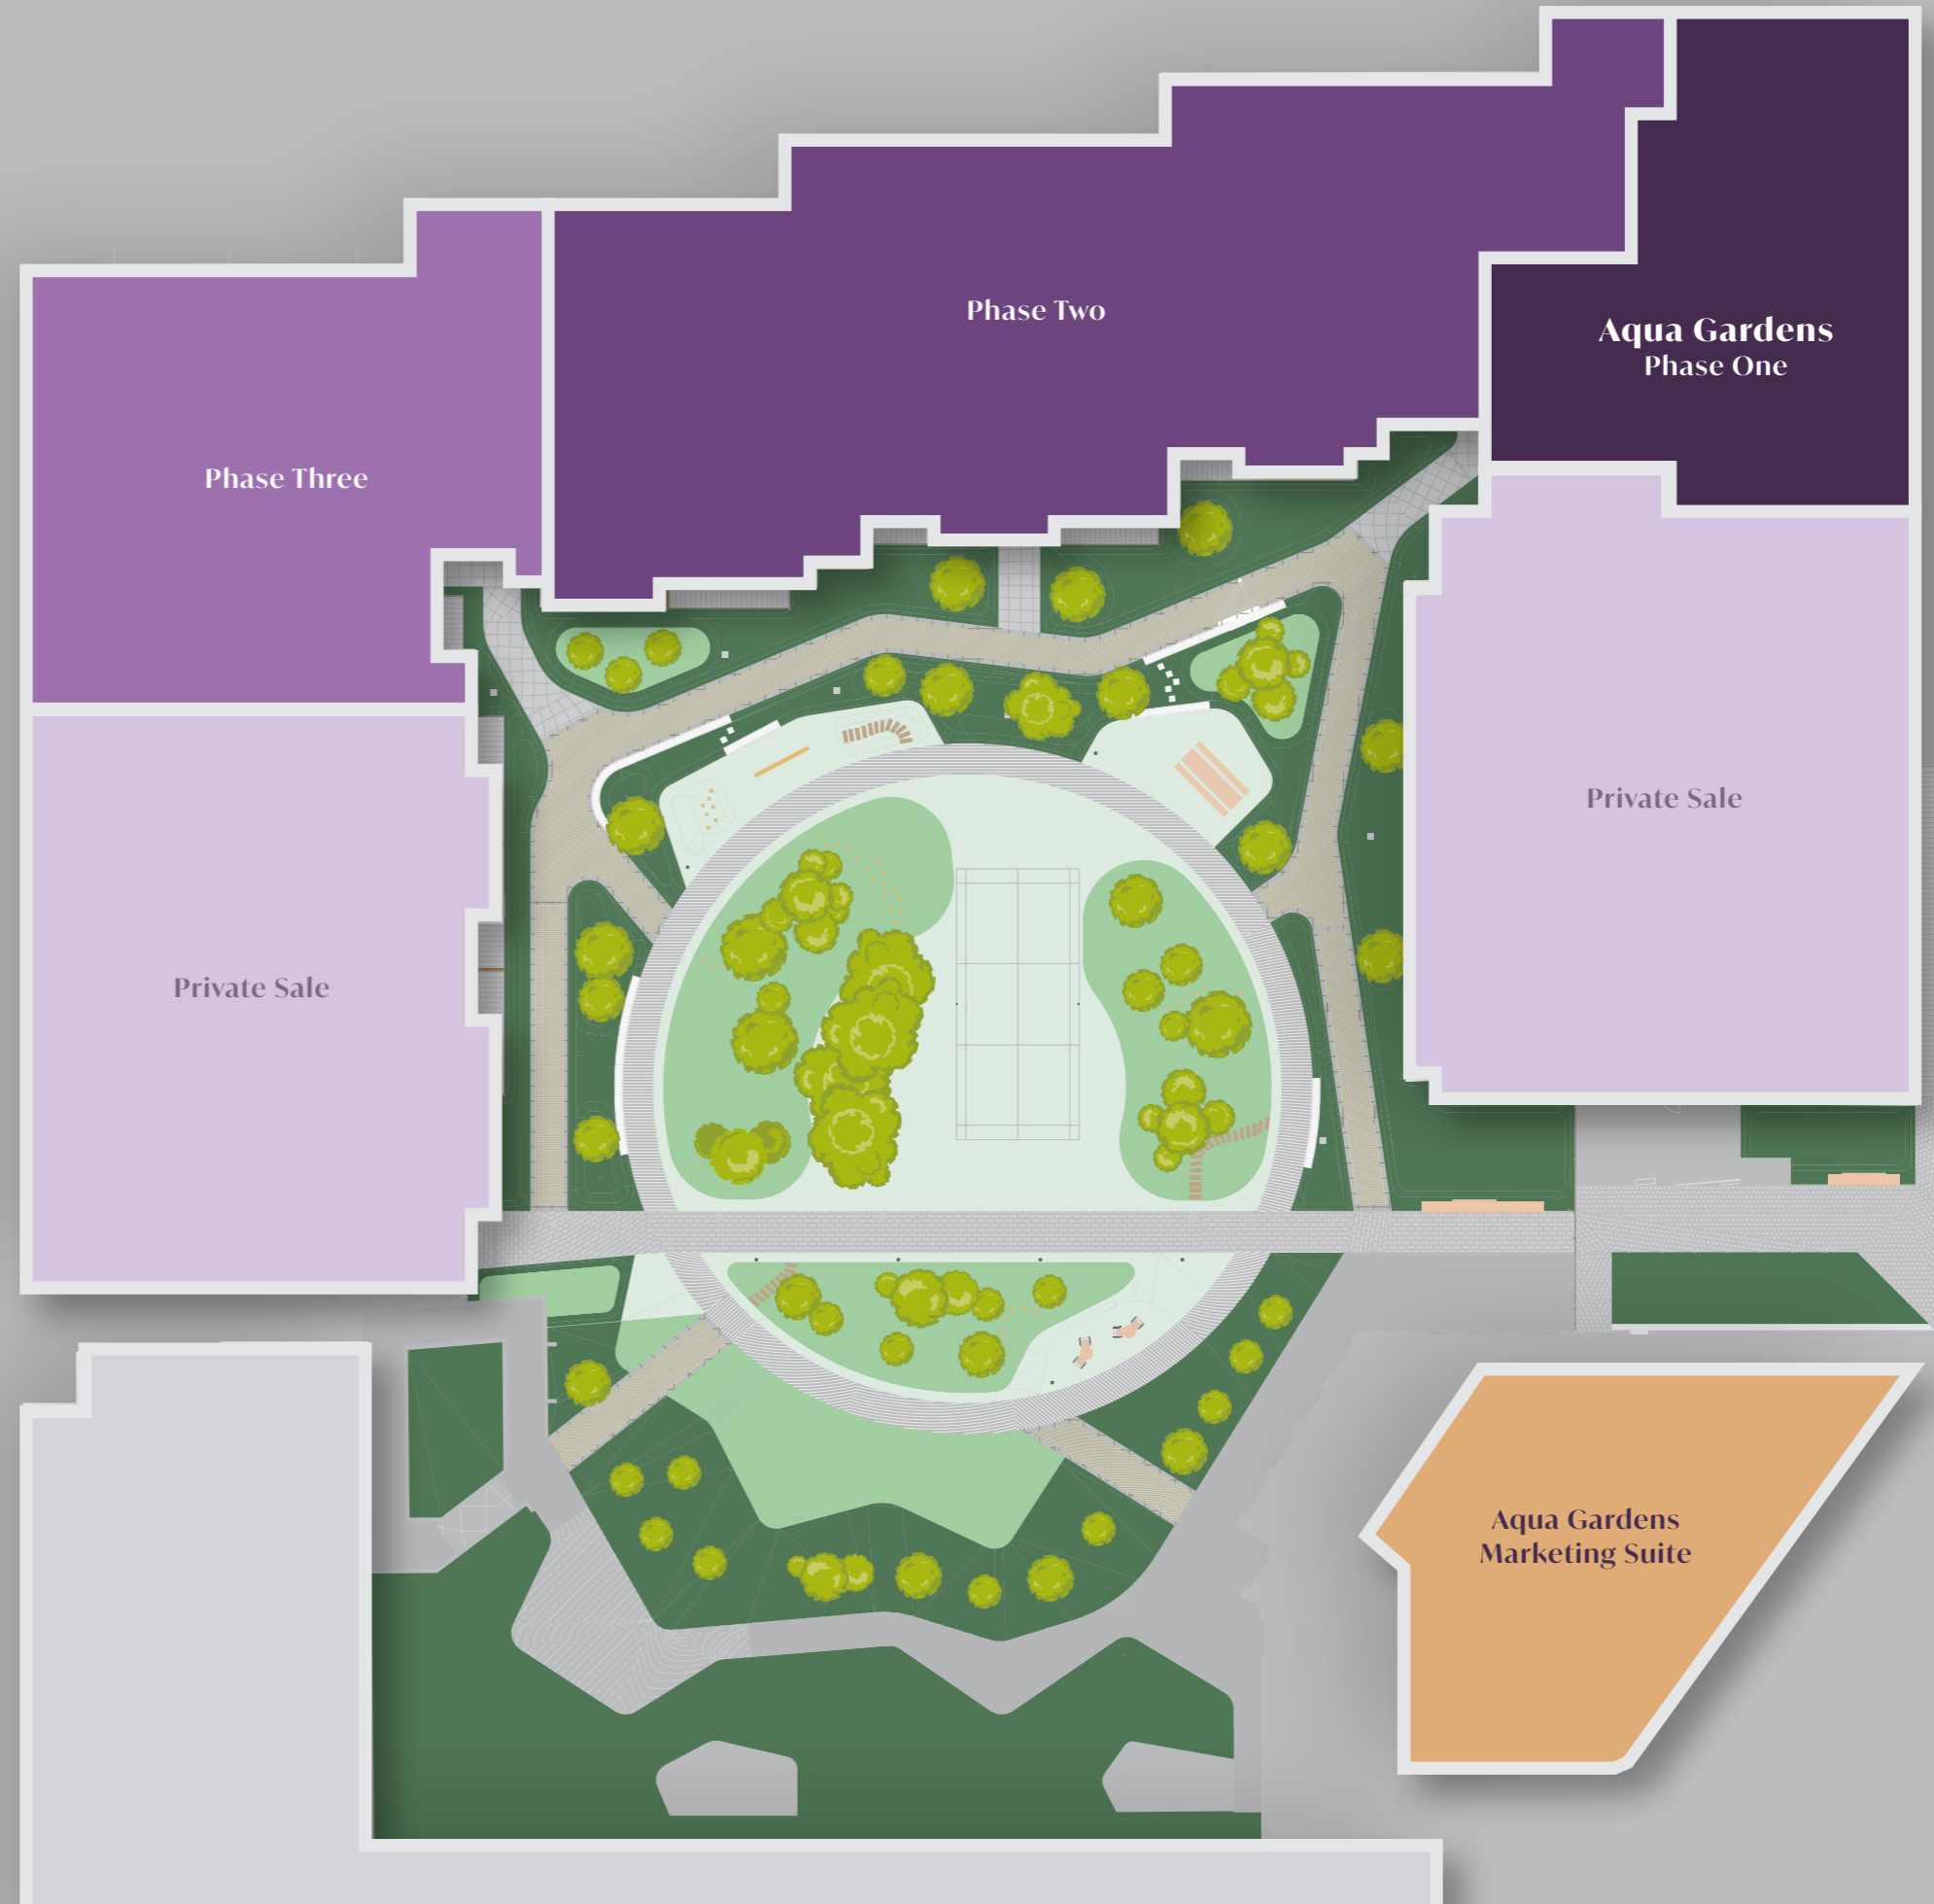 Phase Two
Aqua Gardens
Phase One
Phase Three
Private Sale
Private Sale
Aqua Gardens
Marketing Suite